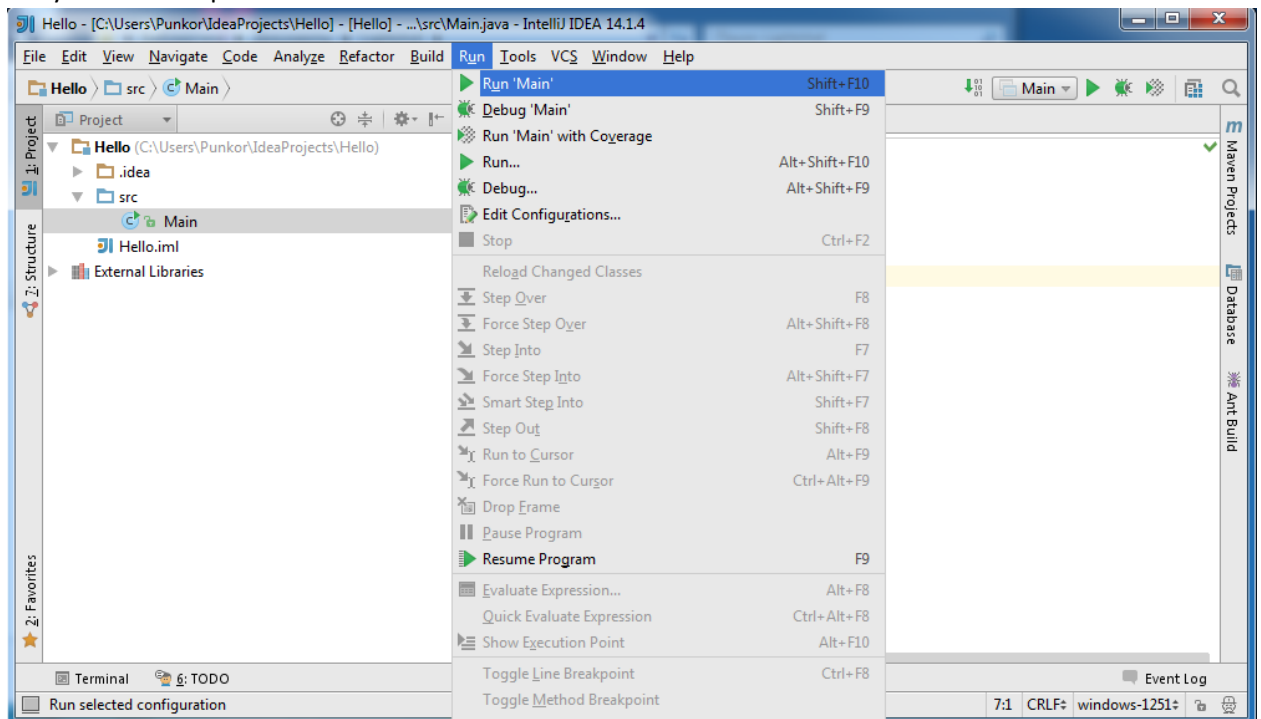 Hello - [C:\Users\Punkor\IdeaProjects\Hello] - [Hello] - ...\src\Main.java - IntelliJ IDEA 14.1.4
File Edit View Navigate Code Analyze Refactor Build Run Tools VCS Window Help
Hello src Main
Main
Project
Hello (C:\Users\Punkor\IdeaProjects\Hello)
.idea
src
Main
Hello.iml
External Libraries
1: Project
7: Structure
2: Favorites
Run 'Main' Shift+F10
Debug 'Main' Shift+F9
Run 'Main' with Coverage
Run... Alt+Shift+F10
Debug... Alt+Shift+F9
Edit Configurations...
Stop Ctrl+F2
Reload Changed Classes
Step Over F8
Force Step Over Alt+Shift+F8
Step Into F7
Force Step Into Alt+Shift+F7
Smart Step Into Shift+F7
Step Out Shift+F8
Run to Cursor Alt+F9
Force Run to Cursor Ctrl+Alt+F9
Drop Frame
Pause Program
Resume Program F9
Evaluate Expression... Alt+F8
Quick Evaluate Expression Ctrl+Alt+F8
Show Execution Point Alt+F10
Toggle Line Breakpoint Ctrl+F8
Toggle Method Breakpoint
m Maven Projects
Database
Ant Build
Terminal 6: TODO
Event Log
Run selected configuration
7:1 CRLF windows-1251